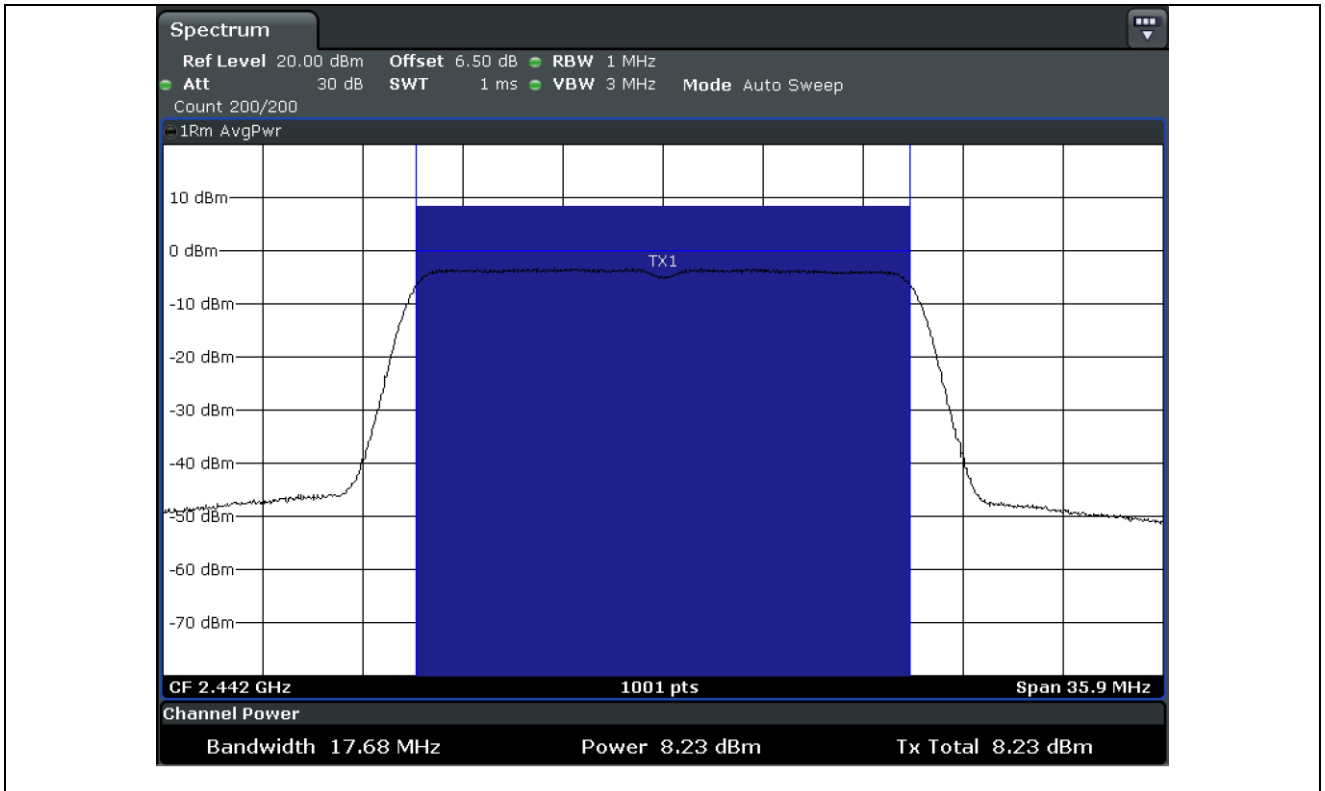 Spectrum
Ref Level 20.00 dBm Offset 6.50 dB RBW 1 MHz
Att 30 dB SWT 1 ms VBW 3 MHz Mode Auto Sweep
Count 200/200
1Rm AvgPwr
10 dBm
0 dBm
TX1
-10 dBm
-20 dBm
-30 dBm
-40 dBm
-50 dBm
-60 dBm
-70 dBm
CF 2.442 GHz 1001 pts Span 35.9 MHz
Channel Power
Bandwidth 17.68 MHz Power 8.23 dBm Tx Total 8.23 dBm